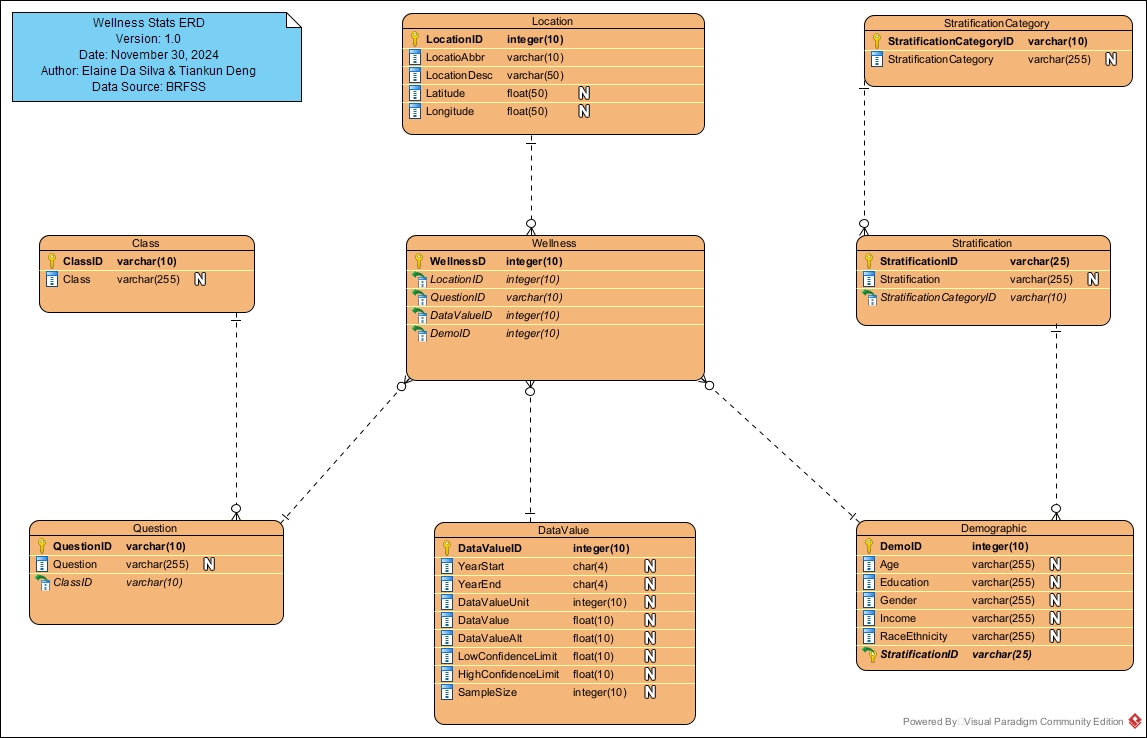 Wellness Stats ERD
Version: 1.0
Date: November 30, 2024
Author: Elaine Da Silva & Tiankun Deng
Data Source: BRFSS
Location
LocationID integer(10)
LocatioAbbr varchar(10)
LocationDesc varchar(50)
Latitude float(50) N
Longitude float(50) N
StratificationCategory
StratificationCategoryID varchar(10)
StratificationCategory varchar(255) N
Class
ClassID varchar(10)
Class varchar(255) N
Wellness
WellnessD integer(10)
LocationID integer(10)
QuestionID varchar(10)
DataValueID integer(10)
DemoID integer(10)
Stratification
StratificationID varchar(25)
Stratification varchar(255) N
StratificationCategoryID varchar(10)
Question
QuestionID varchar(10)
Question varchar(255) N
ClassID varchar(10)
DataValue
DataValueID integer(10)
YearStart char(4) N
YearEnd char(4) N
DataValueUnit integer(10) N
DataValue float(10) N
DataValueAlt float(10) N
LowConfidenceLimit float(10) N
HighConfidenceLimit float(10) N
SampleSize integer(10) N
Demographic
DemoID integer(10)
Age varchar(255) N
Education varchar(255) N
Gender varchar(255) N
Income varchar(255) N
RaceEthnicity varchar(255) N
StratificationID varchar(25)
Powered By Visual Paradigm Community Edition